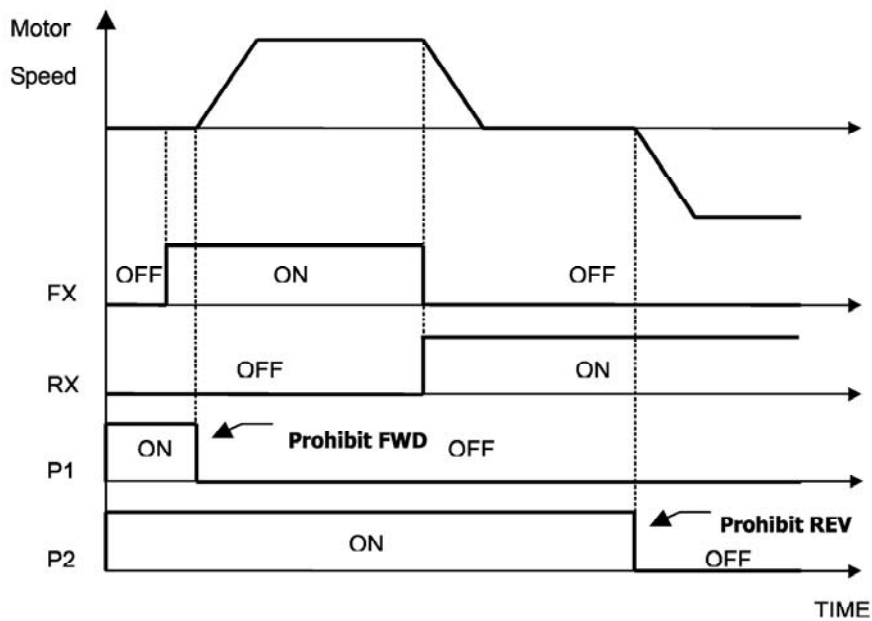 Motor
Speed
OFF
ON
OFF
FX
OFF
ON
RX
ON
Prohibit FWD
OFF
P1
Prohibit REV
ON
OFF
P2
TIME